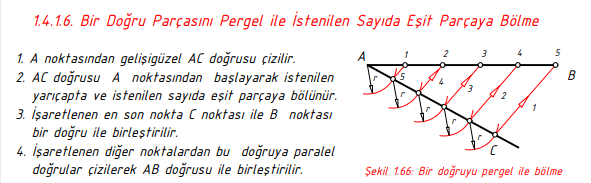 1.4.1.6. Bir Doğru Parçasını Pergel ile İstenilen Sayıda Eşit Parçaya Bölme
1. A noktasından gelişigüzel AC doğrusu çizilir.
2. AC doğrusu A noktasından başlayarak istenilen
yarıçapta ve istenilen sayıda eşit parçaya bölünür.
3. İşaretlenen en son nokta C noktası ile B noktası
bir doğru ile birleştirilir.
4. İşaretlenen diğer noktalardan bu doğruya paralel
doğrular çizilerek AB doğrusu ile birleştirilir.
A 1 2 3 4 5
B
r 5 4 3 2 1
r
r
r
r
C
Şekil 1.66: Bir doğruyu pergel ile bölme